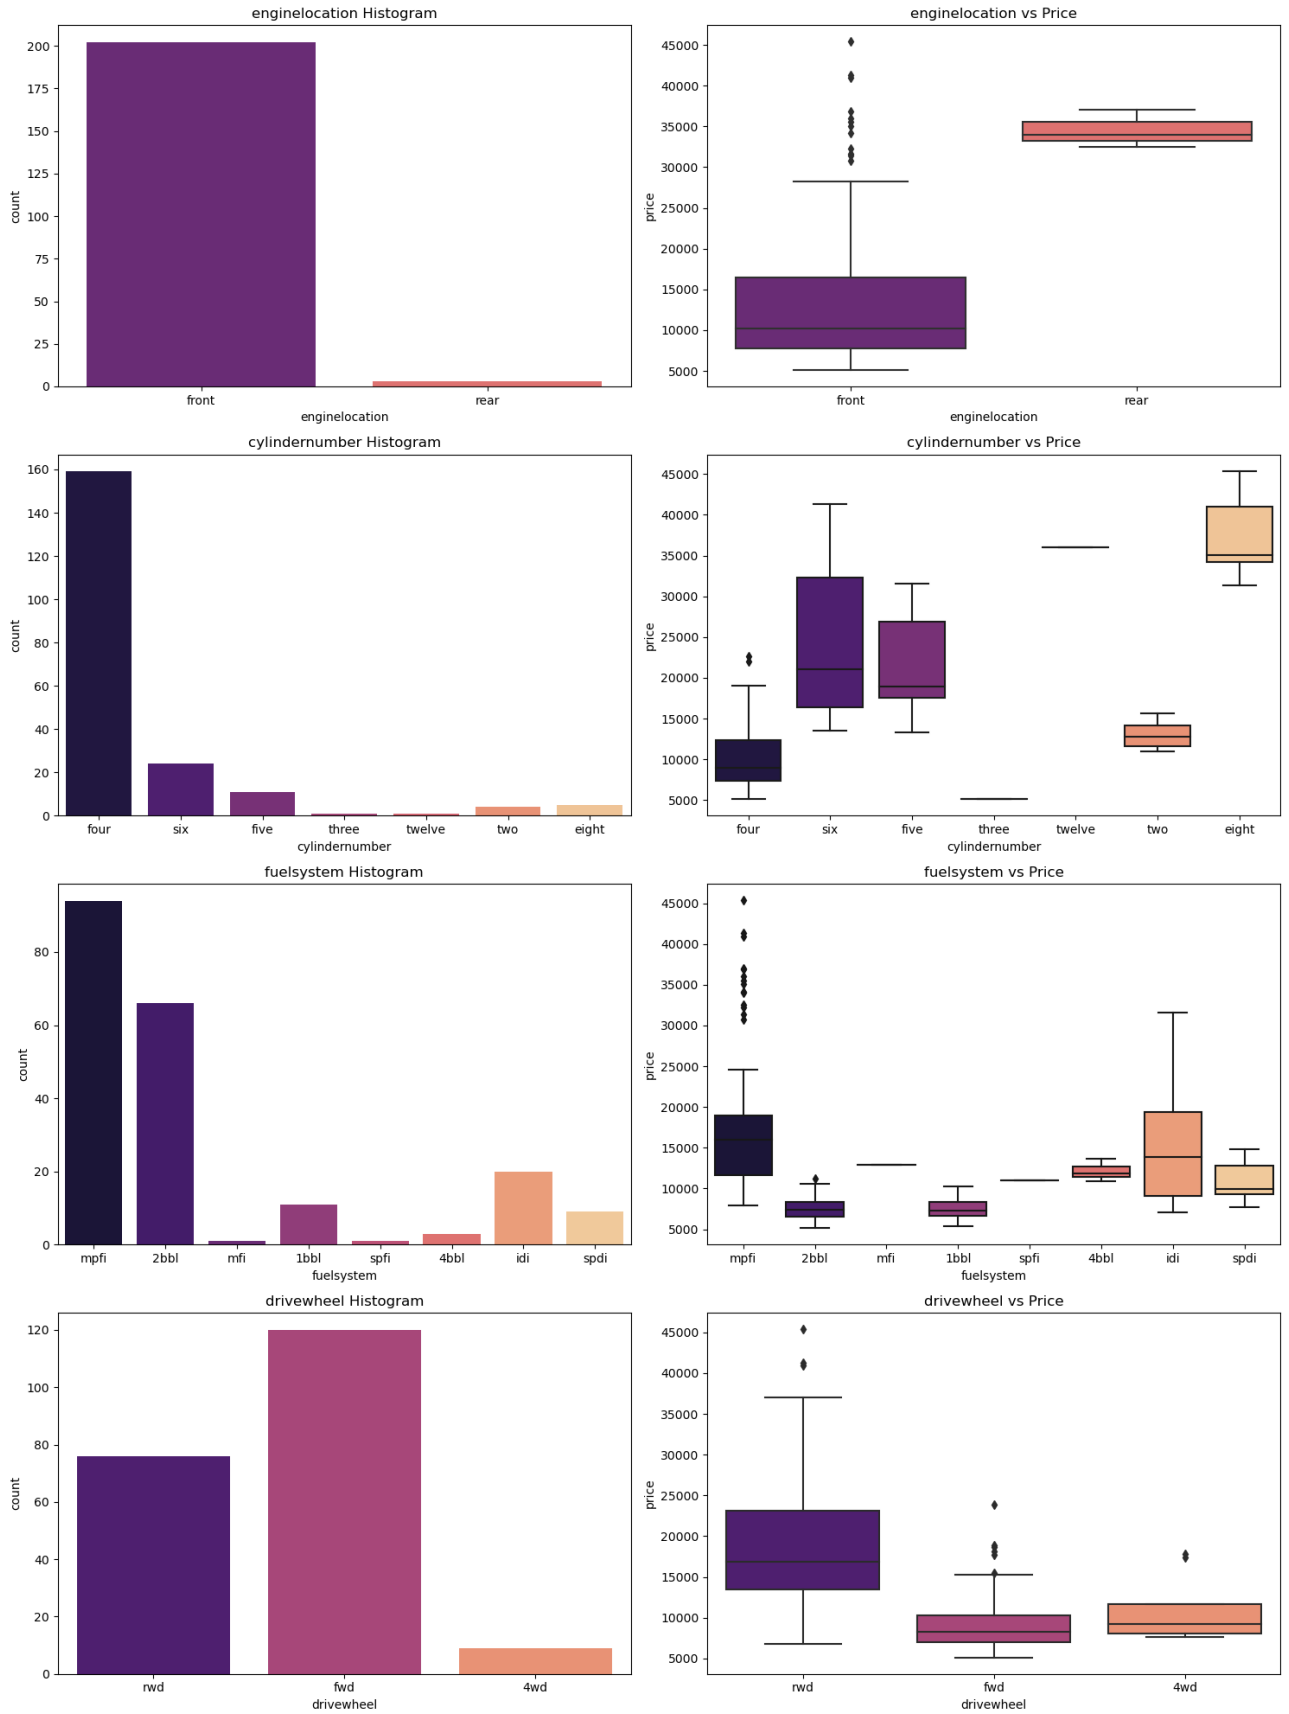 enginelocation Histogram
count
200
175
150
125
100
75
50
25
0
front rear
enginelocation
enginelocation vs Price
price
45000
40000
35000
30000
25000
20000
15000
10000
5000
front rear
enginelocation
cylindernumber Histogram
count
160
140
120
100
80
60
40
20
0
four six five three twelve two eight
cylindernumber
cylindernumber vs Price
price
45000
40000
35000
30000
25000
20000
15000
10000
5000
four six five three twelve two eight
cylindernumber
fuelsystem Histogram
count
80
60
40
20
0
mpfi 2bbl mfi 1bbl spfi 4bbl idi spdi
fuelsystem
fuelsystem vs Price
price
45000
40000
35000
30000
25000
20000
15000
10000
5000
mpfi 2bbl mfi 1bbl spfi 4bbl idi spdi
fuelsystem
drivewheel Histogram
count
120
100
80
60
40
20
0
rwd fwd 4wd
drivewheel
drivewheel vs Price
price
45000
40000
35000
30000
25000
20000
15000
10000
5000
rwd fwd 4wd
drivewheel